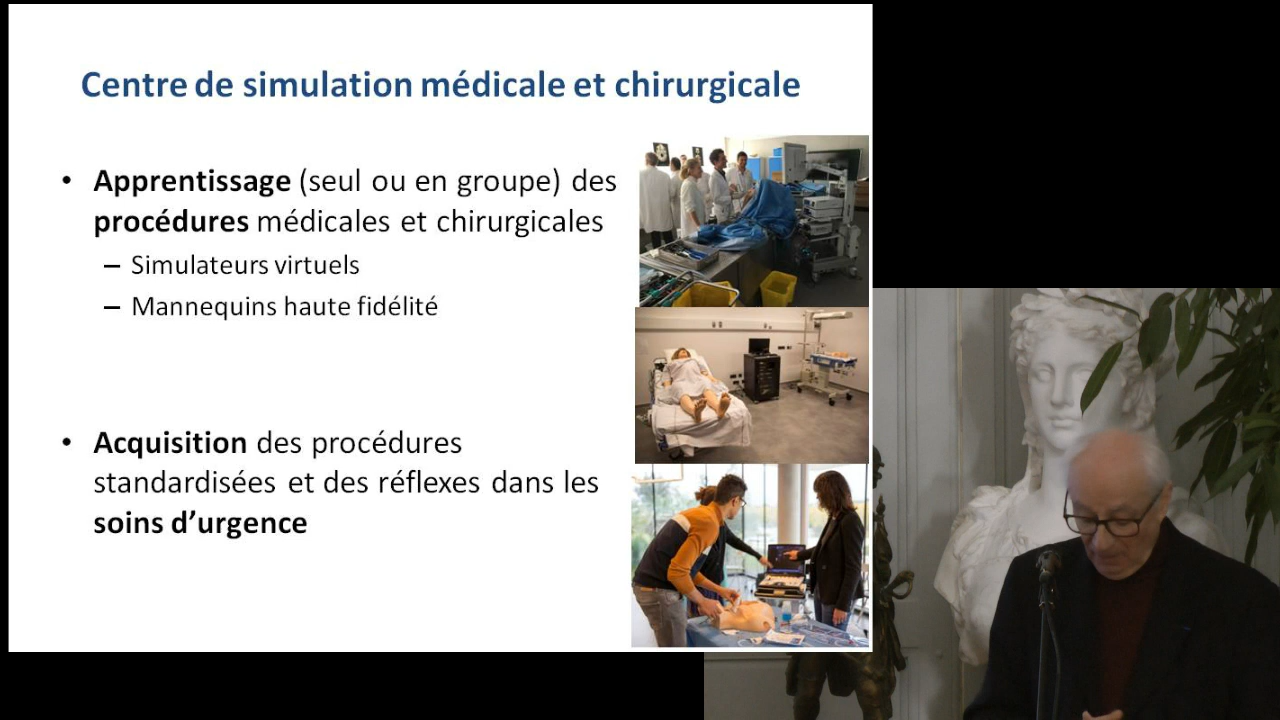 Centre de simulation médicale et chirurgicale
• Apprentissage (seul ou en groupe) des
procédures médicales et chirurgicales
– Simulateurs virtuels
– Mannequins haute fidélité
• Acquisition des procédures
standardisées et des réflexes dans les
soins d’urgence